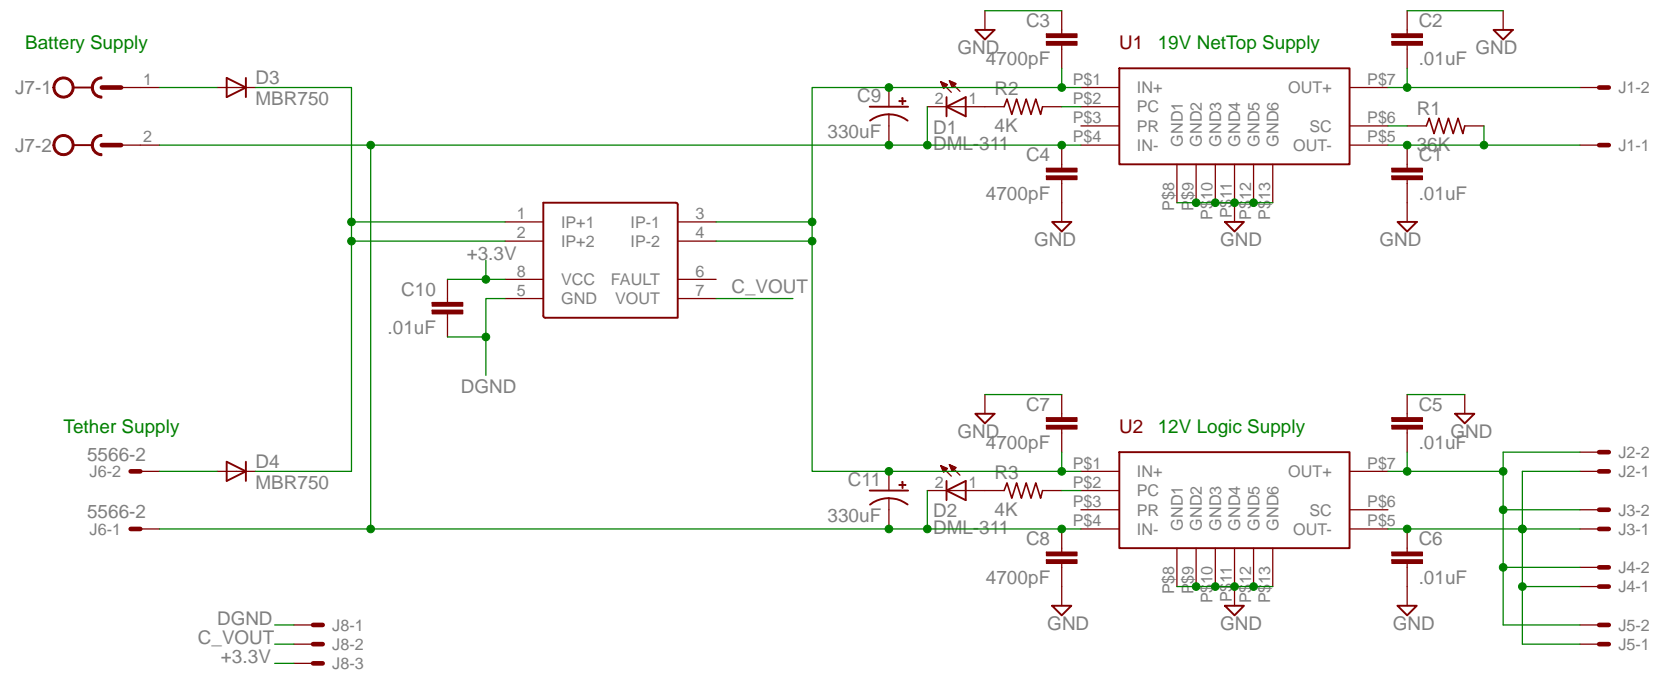 Battery Supply
J7-1
1
D3
MBR750
J7-2
2
+3.3V
C10
.01uF
DGND
1
2
8
5
IP+1
IP+2
VCC
GND
IP-1
IP-2
FAULT
VOUT
3
4
6
7
C_VOUT
Tether Supply
5566-2
J6-2
D4
MBR750
5566-2
J6-1
DGND
C_VOUT
+3.3V
J8-1
J8-2
J8-3
C9
330uF
2
1
D1
DML-311
R2
4K
GND
C3
4700pF
C4
4700pF
GND
U1
19V NetTop Supply
P$1
P$2
P$3
P$4
IN+
PC
PR
IN-
GND1
GND2
GND3
GND4
GND5
GND6
OUT+
SC
OUT-
P$7
P$6
P$5
P$8
P$9
P$10
P$11
P$12
P$13
GND
C2
.01uF
GND
R1
36K
C1
.01uF
GND
J1-2
J1-1
C11
330uF
2
1
D2
DML-311
R3
4K
GND
C7
4700pF
C8
4700pF
GND
U2
12V Logic Supply
P$1
P$2
P$3
P$4
IN+
PC
PR
IN-
GND1
GND2
GND3
GND4
GND5
GND6
OUT+
SC
OUT-
P$7
P$6
P$5
P$8
P$9
P$10
P$11
P$12
P$13
GND
C5
.01uF
GND
C6
.01uF
GND
J2-2
J2-1
J3-2
J3-1
J4-2
J4-1
J5-2
J5-1